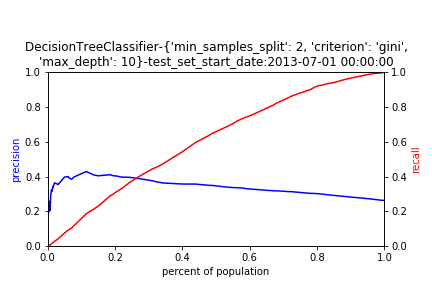 DecisionTreeClassifier-{'min_samples_split': 2, 'criterion': 'gini',
'max_depth': 10}-test_set_start_date:2013-07-01 00:00:00
1.0
0.8
0.6
0.4
0.2
0.0
precision
1.0
0.8
0.6
0.4
0.2
0.0
recall
0.0 0.2 0.4 0.6 0.8 1.0
percent of population